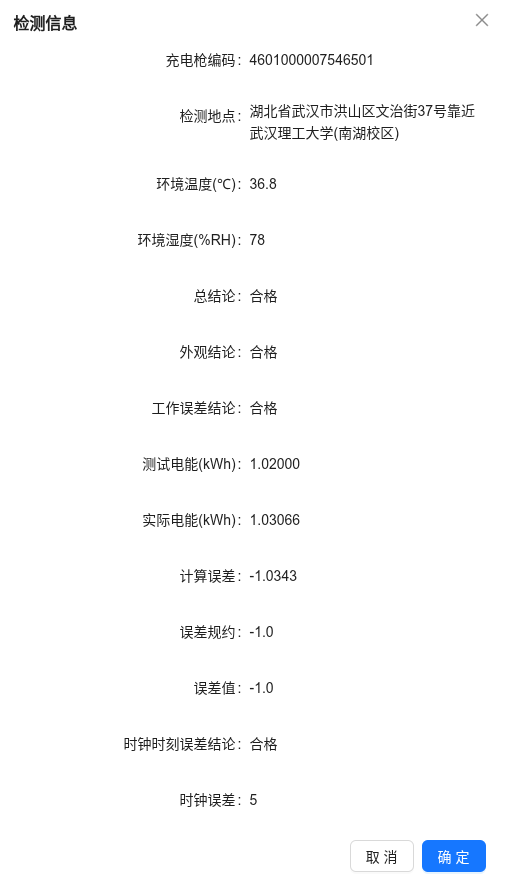 检测信息
充电枪编码: 4601000007546501
检测地点: 湖北省武汉市洪山区文治街37号靠近
武汉理工大学(南湖校区)
环境温度(℃): 36.8
环境湿度(%RH): 78
总结论: 合格
外观结论: 合格
工作误差结论: 合格
测试电能(kWh): 1.02000
实际电能(kWh): 1.03066
计算误差: -1.0343
误差规约: -1.0
误差值: -1.0
时钟时刻误差结论: 合格
时钟误差: 5
取 消 确 定